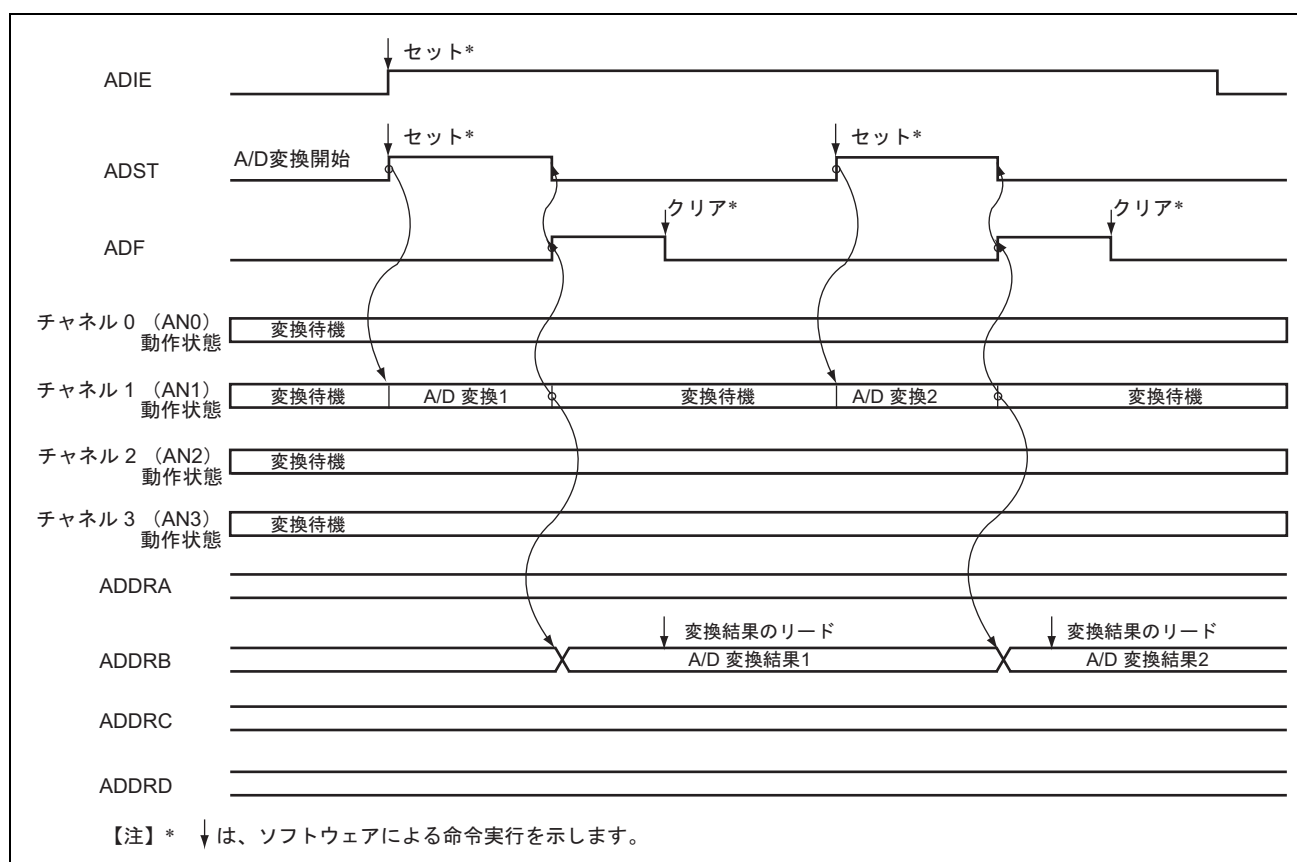 セット*
ADIE
セット* セット*
A/D変換開始
ADST
クリア* クリア*
ADF
チャネル 0 (AN0)
動作状態
変換待機
チャネル 1 (AN1)
動作状態
変換待機 A/D 変換1 変換待機 A/D 変換2 変換待機
チャネル 2 (AN2)
動作状態
変換待機
チャネル 3 (AN3)
動作状態
変換待機
ADDRA
変換結果のリード 変換結果のリード
ADDRB
A/D 変換結果1 A/D 変換結果2
ADDRC
ADDRD
【注】* ↓は、ソフトウェアによる命令実行を示します。